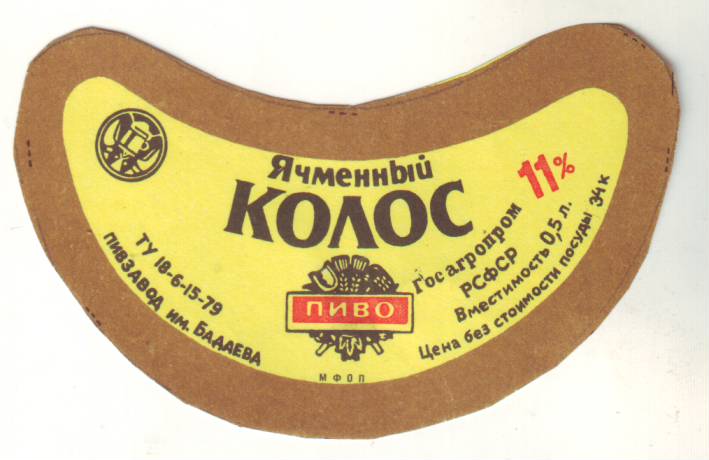 Ячменный
КОЛОС
11%
ТУ 18-6-15-79
ПИВЗАВОД им. БАДАЕВА
ПИВО
Госагропром
РСФСР
Вместимость 0,5 л.
Цена без стоимости посуды 34 к
МФОП